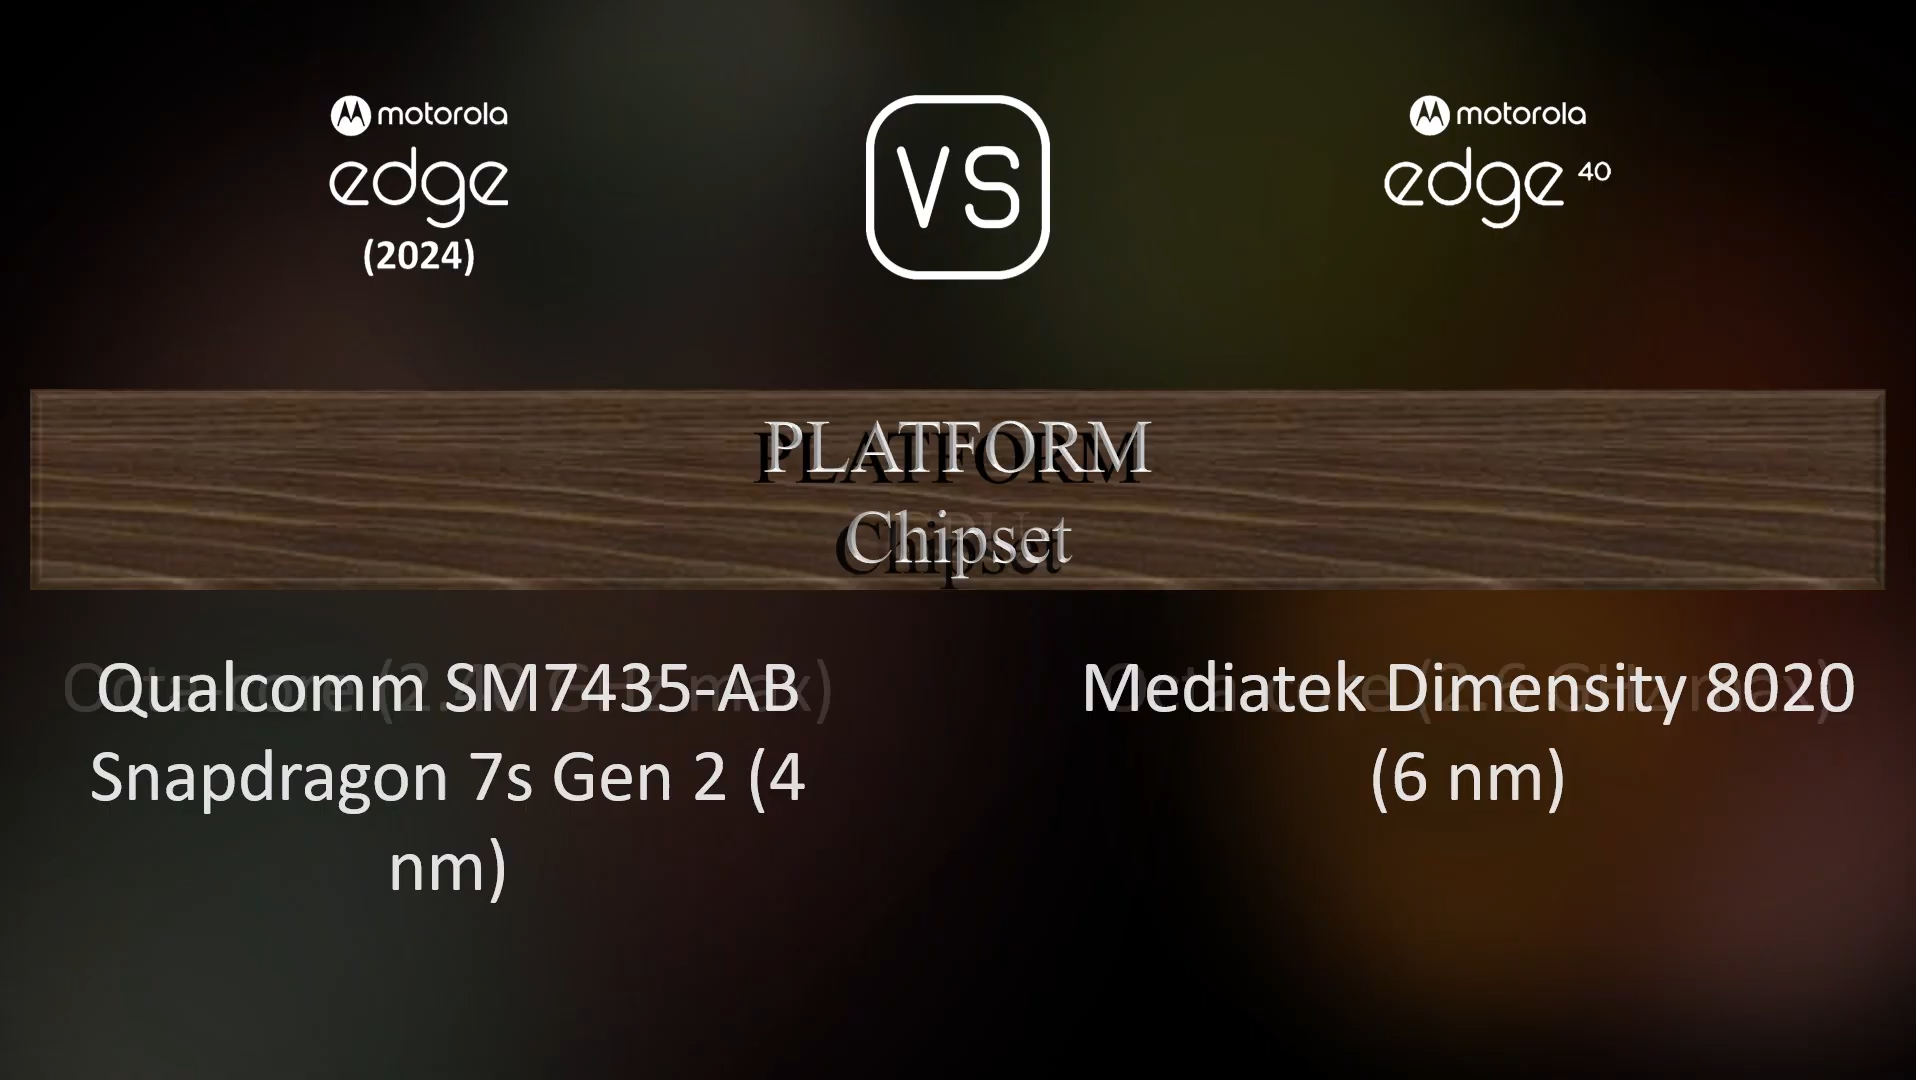 motorola
edge
(2024)
VS
motorola
edge 40
PLATFORM
Chipset
Qualcomm SM7435-AB
Snapdragon 7s Gen 2 (4
nm)
Mediatek Dimensity 8020
(6 nm)